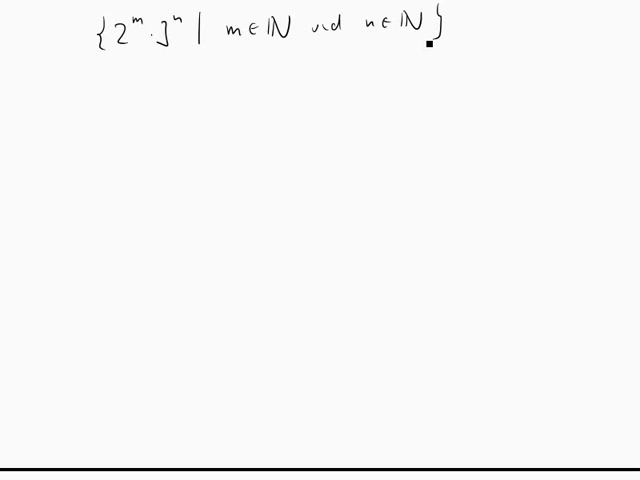 {2^m · 3^n | m ∈ ℕ und n ∈ ℕ}